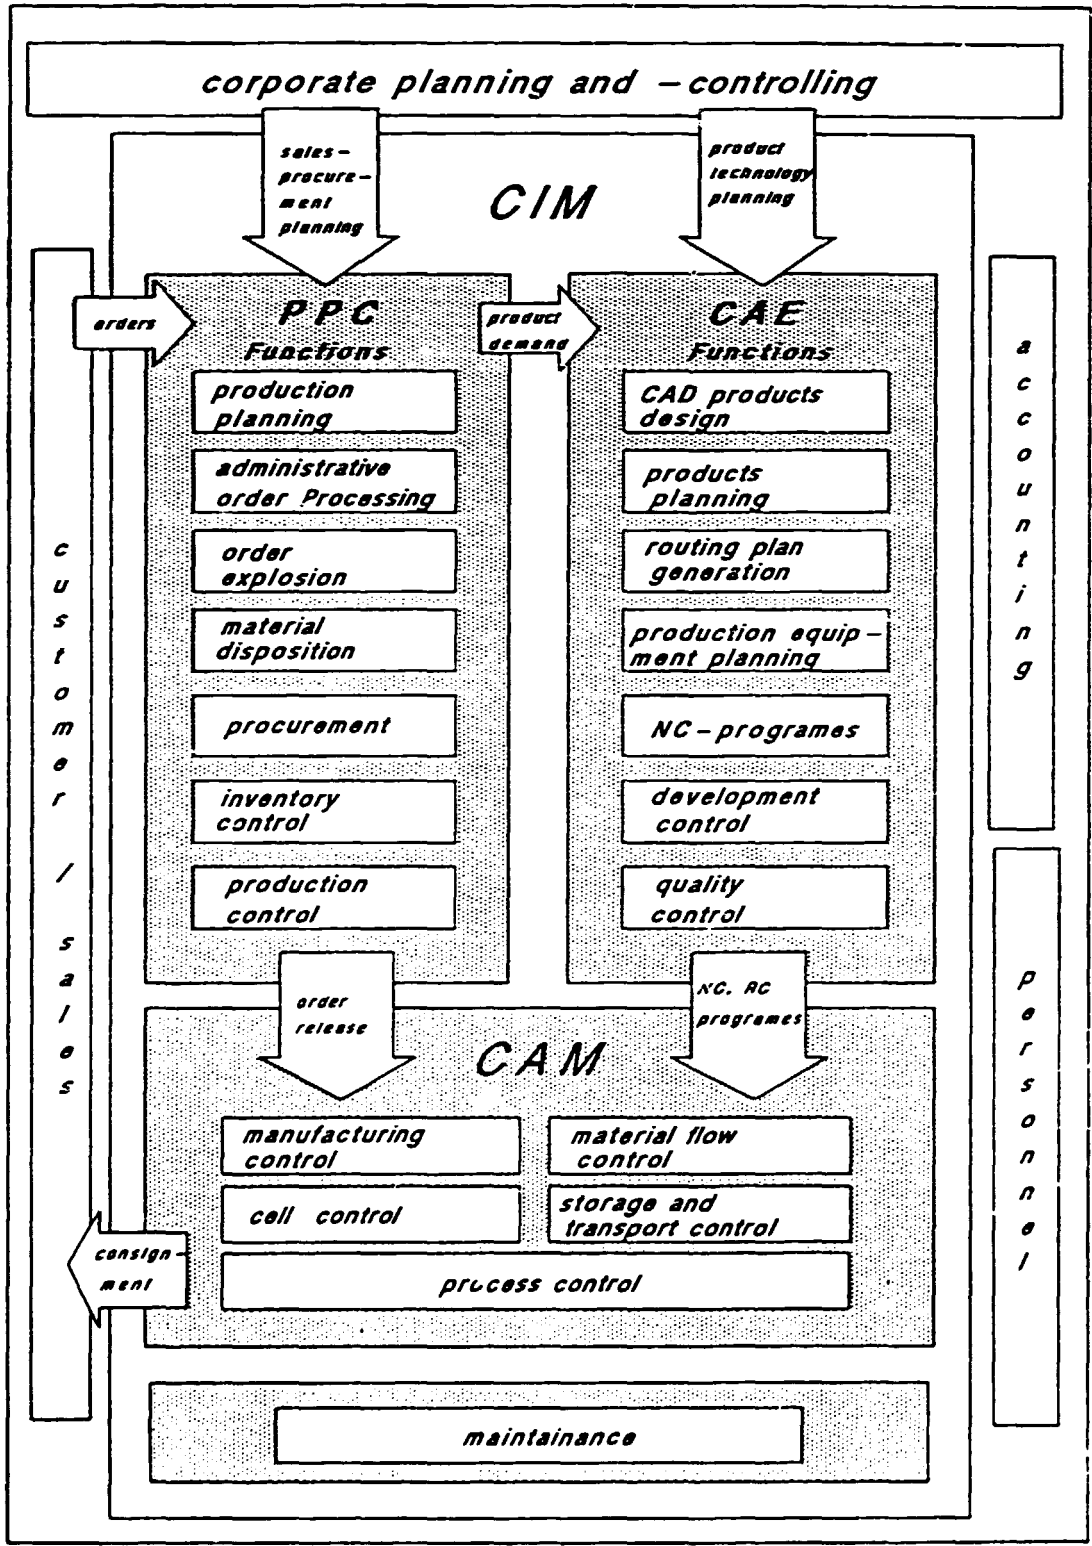 corporate planning and -controlling
sales-
procure-
ment
planning
product
technology
planning
CIM
orders
PPC
Functions
product
demand
CAE
Functions
production
planning
administrative
order Processing
order
explosion
material
disposition
procurement
inventory
control
production
control
CAD products
design
products
planning
routing plan
generation
production equip-
ment planning
NC-programes
development
control
quality
control
customer / sales
accounting
personnel
order
release
NC, RC
programes
CAM
manufacturing
control
material flow
control
cell control
storage and
transport control
process control
consign-
ment
maintainance